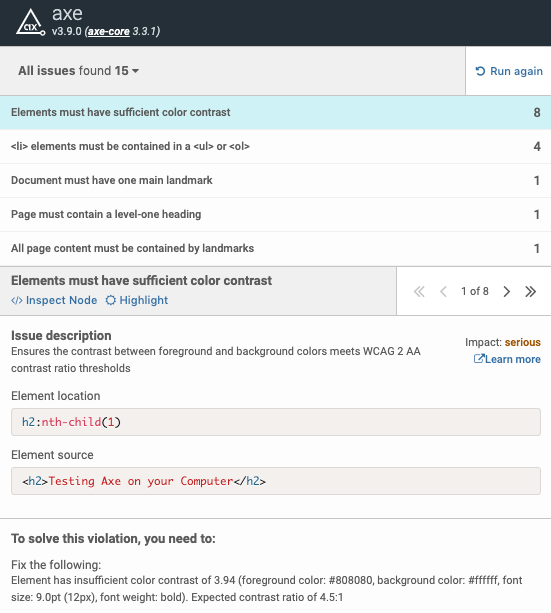 axe
v3.9.0 (axe-core 3.3.1)
All issues found 15
Run again
Elements must have sufficient color contrast 8
<li> elements must be contained in a <ul> or <ol> 4
Document must have one main landmark 1
Page must contain a level-one heading 1
All page content must be contained by landmarks 1
Elements must have sufficient color contrast
</> Inspect Node Highlight
1 of 8
Issue description
Ensures the contrast between foreground and background colors meets WCAG 2 AA
contrast ratio thresholds
Impact: serious
Learn more
Element location
h2:nth-child(1)
Element source
<h2>Testing Axe on your Computer</h2>
To solve this violation, you need to:
Fix the following:
Element has insufficient color contrast of 3.94 (foreground color: #808080, background color: #ffffff, font
size: 9.0pt (12px), font weight: bold). Expected contrast ratio of 4.5:1